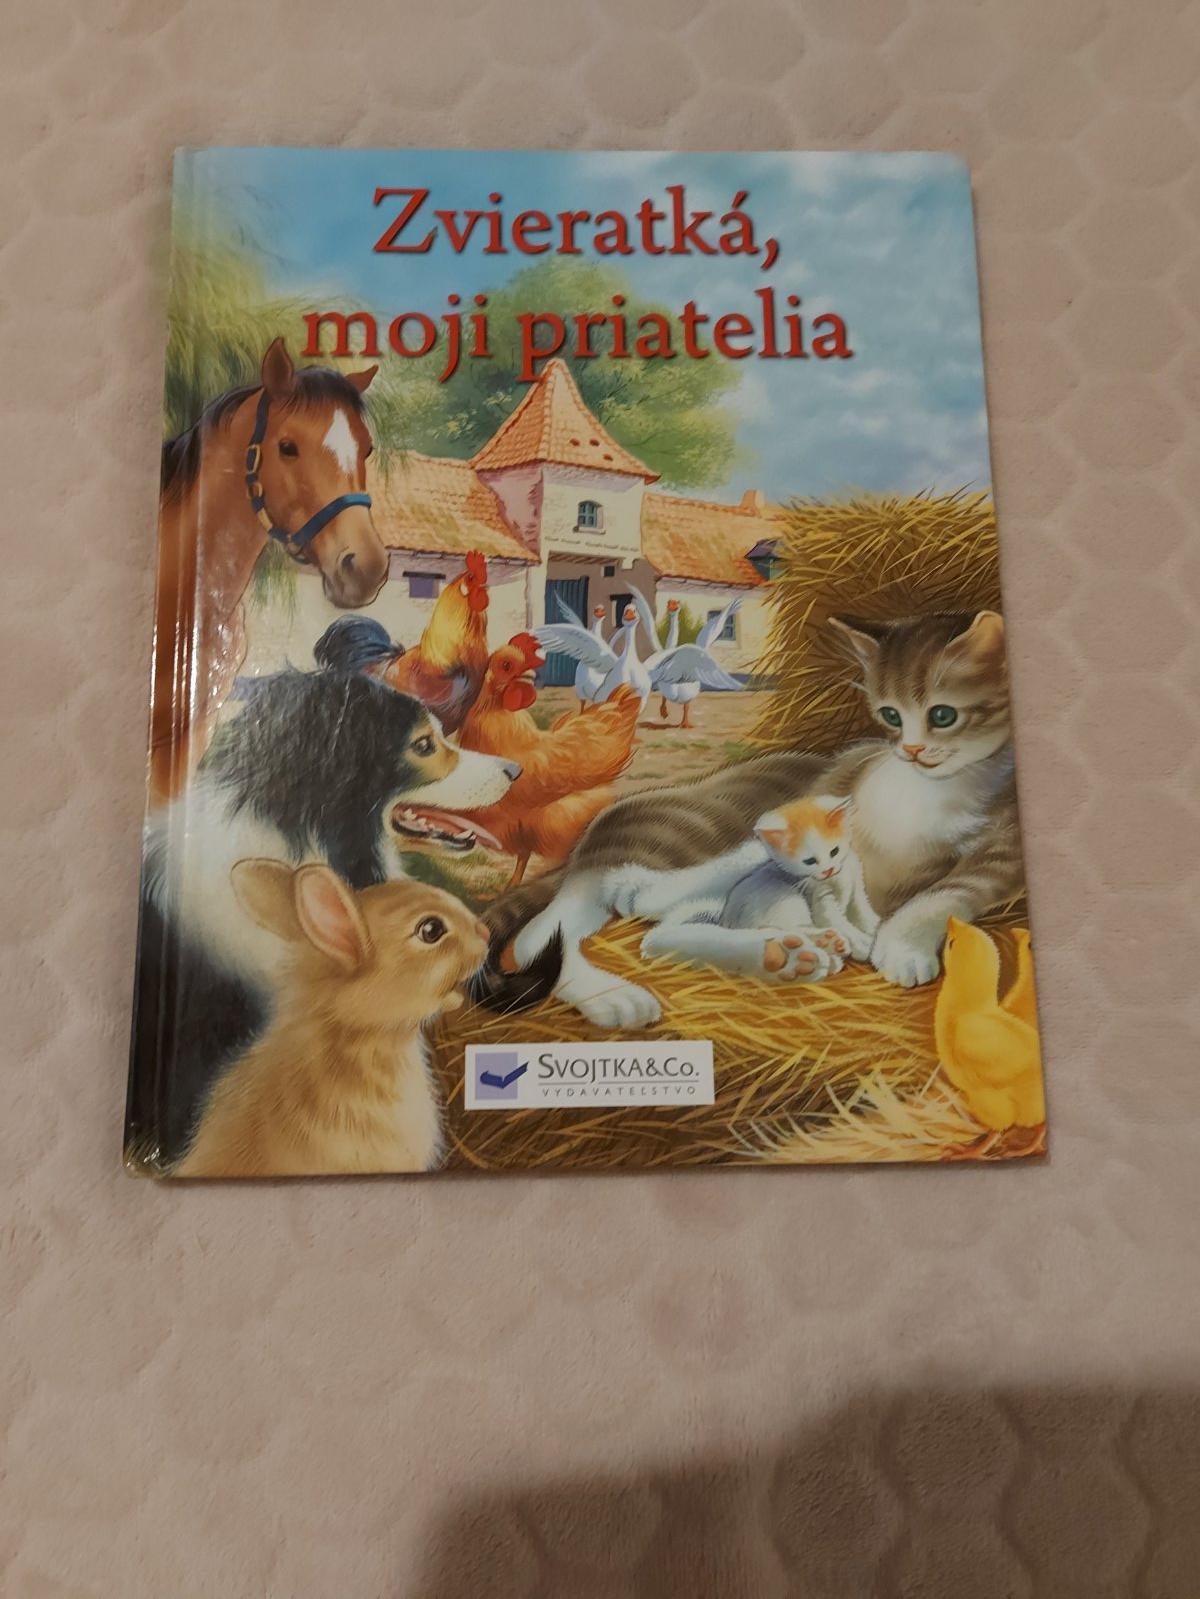 Zvieratká,
moji priatelia
SVOJTKA&CO.
VYDAVATEĽSTVO